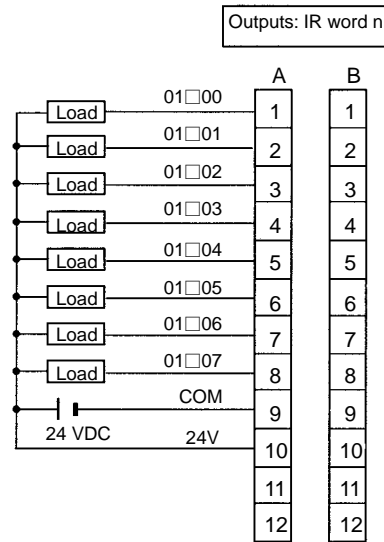 Outputs: IR word n
A B
01□00
Load 1 1
01□01
Load 2 2
01□02
Load 3 3
01□03
Load 4 4
01□04
Load 5 5
01□05
Load 6 6
01□06
Load 7 7
01□07
Load 8 8
COM
9 9
24 VDC 24V
10 10
11 11
12 12